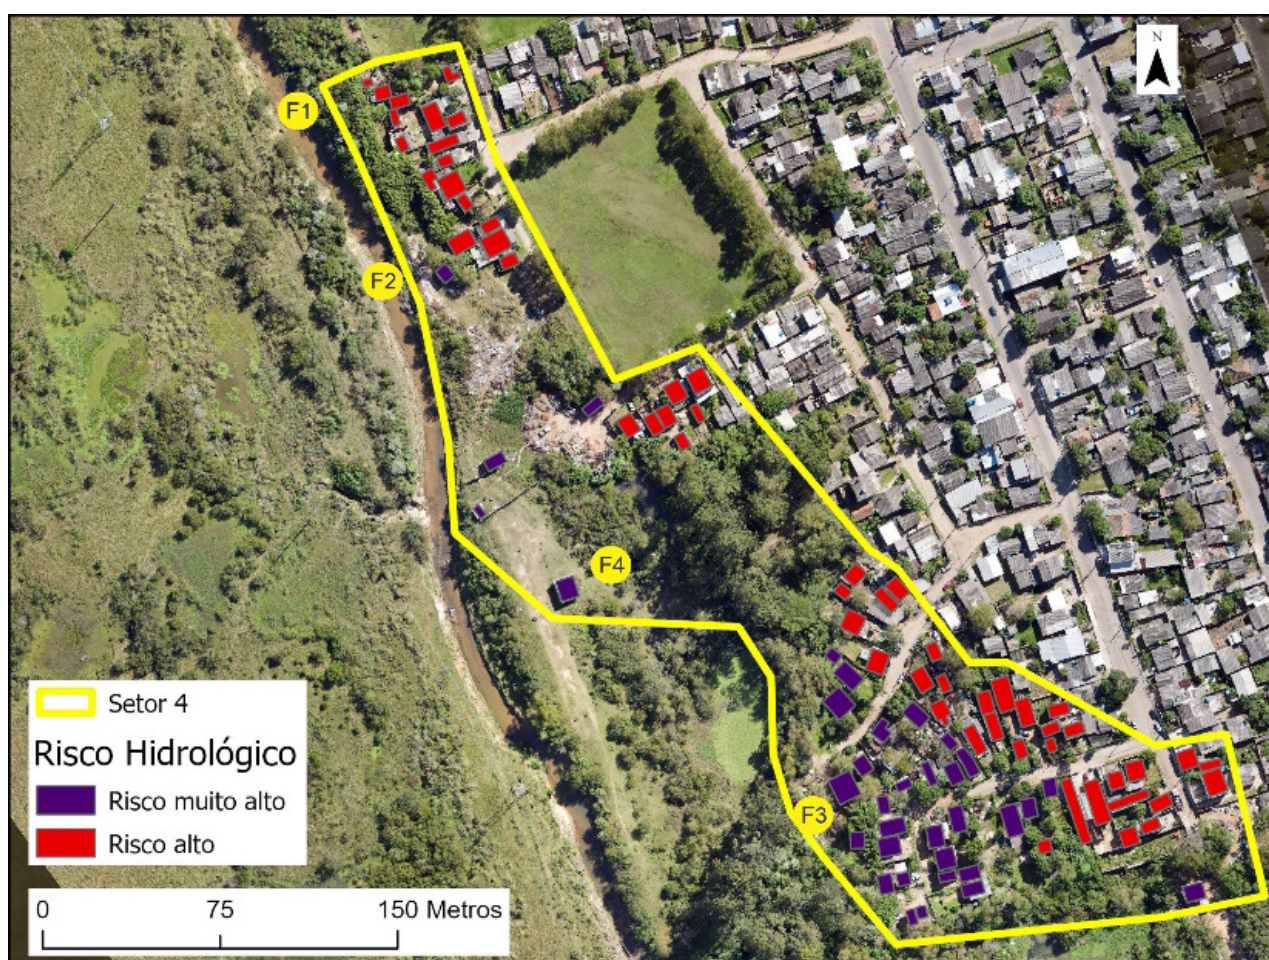 N
F1
F2
F4
F3
Setor 4
Risco Hidrológico
Risco muito alto
Risco alto
0 75 150 Metros